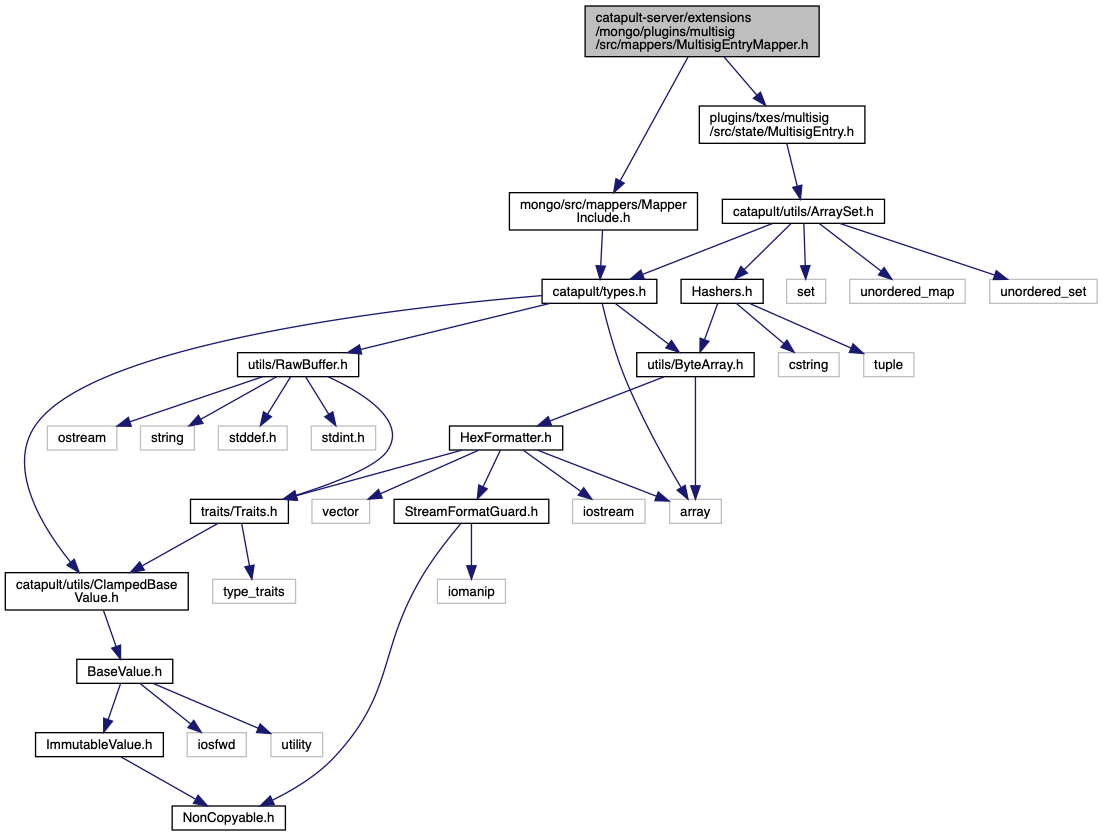 catapult-server/extensions
/mongo/plugins/multisig
/src/mappers/MultisigEntryMapper.h
plugins/txes/multisig
/src/state/MultisigEntry.h
mongo/src/mappers/Mapper
Include.h
catapult/utils/ArraySet.h
catapult/types.h
Hashers.h
set
unordered_map
unordered_set
utils/RawBuffer.h
utils/ByteArray.h
cstring
tuple
ostream
string
stddef.h
stdint.h
HexFormatter.h
traits/Traits.h
vector
StreamFormatGuard.h
iostream
array
catapult/utils/ClampedBase
Value.h
type_traits
iomanip
BaseValue.h
ImmutableValue.h
iosfwd
utility
NonCopyable.h